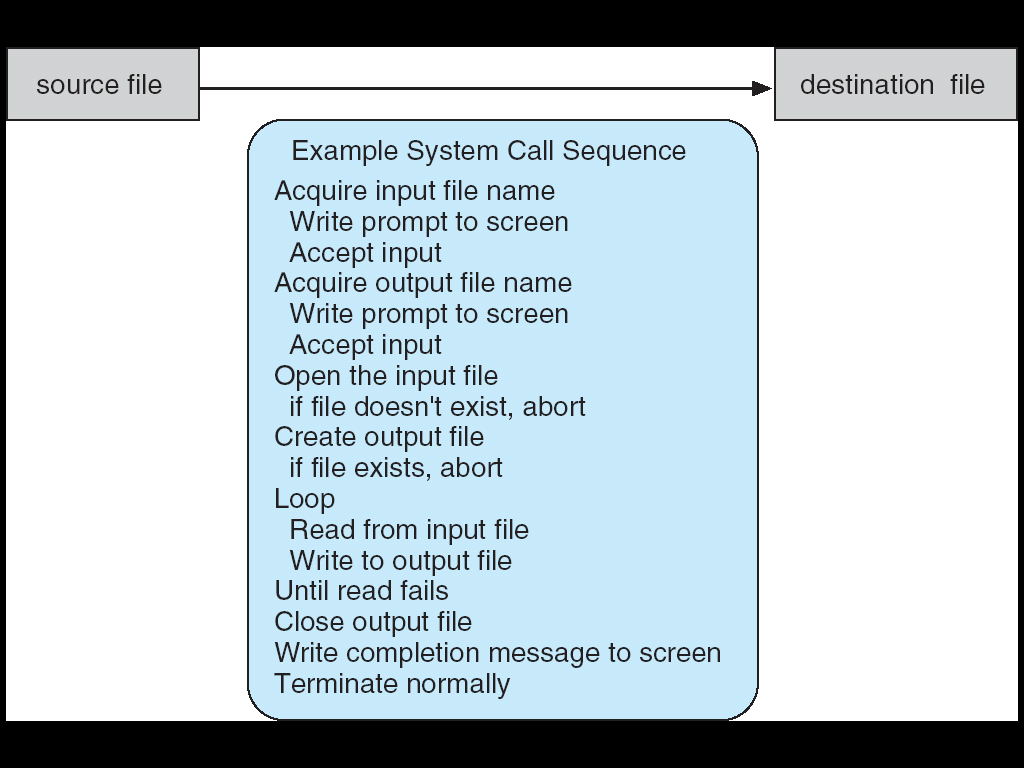 source file
destination file
Example System Call Sequence
Acquire input file name
Write prompt to screen
Accept input
Acquire output file name
Write prompt to screen
Accept input
Open the input file
if file doesn't exist, abort
Create output file
if file exists, abort
Loop
Read from input file
Write to output file
Until read fails
Close output file
Write completion message to screen
Terminate normally